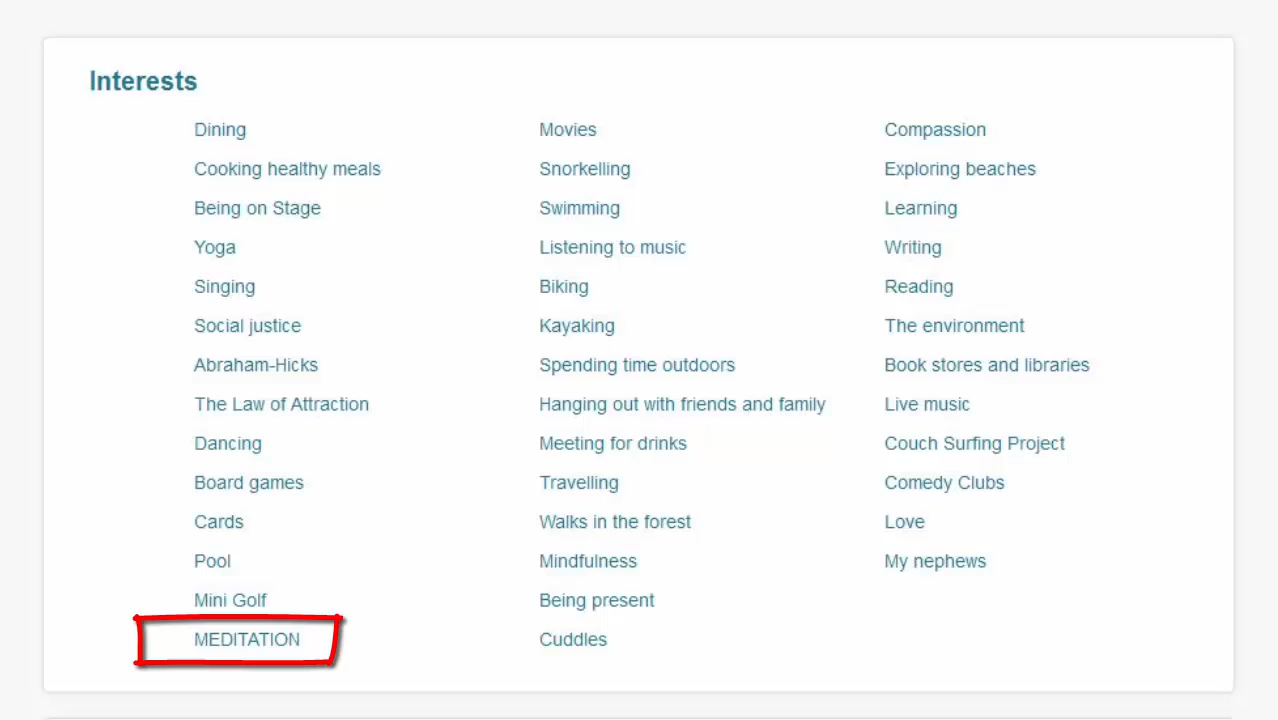 Interests
Dining
Cooking healthy meals
Being on Stage
Yoga
Singing
Social justice
Abraham-Hicks
The Law of Attraction
Dancing
Board games
Cards
Pool
Mini Golf
MEDITATION
Movies
Snorkelling
Swimming
Listening to music
Biking
Kayaking
Spending time outdoors
Hanging out with friends and family
Meeting for drinks
Travelling
Walks in the forest
Mindfulness
Being present
Cuddles
Compassion
Exploring beaches
Learning
Writing
Reading
The environment
Book stores and libraries
Live music
Couch Surfing Project
Comedy Clubs
Love
My nephews